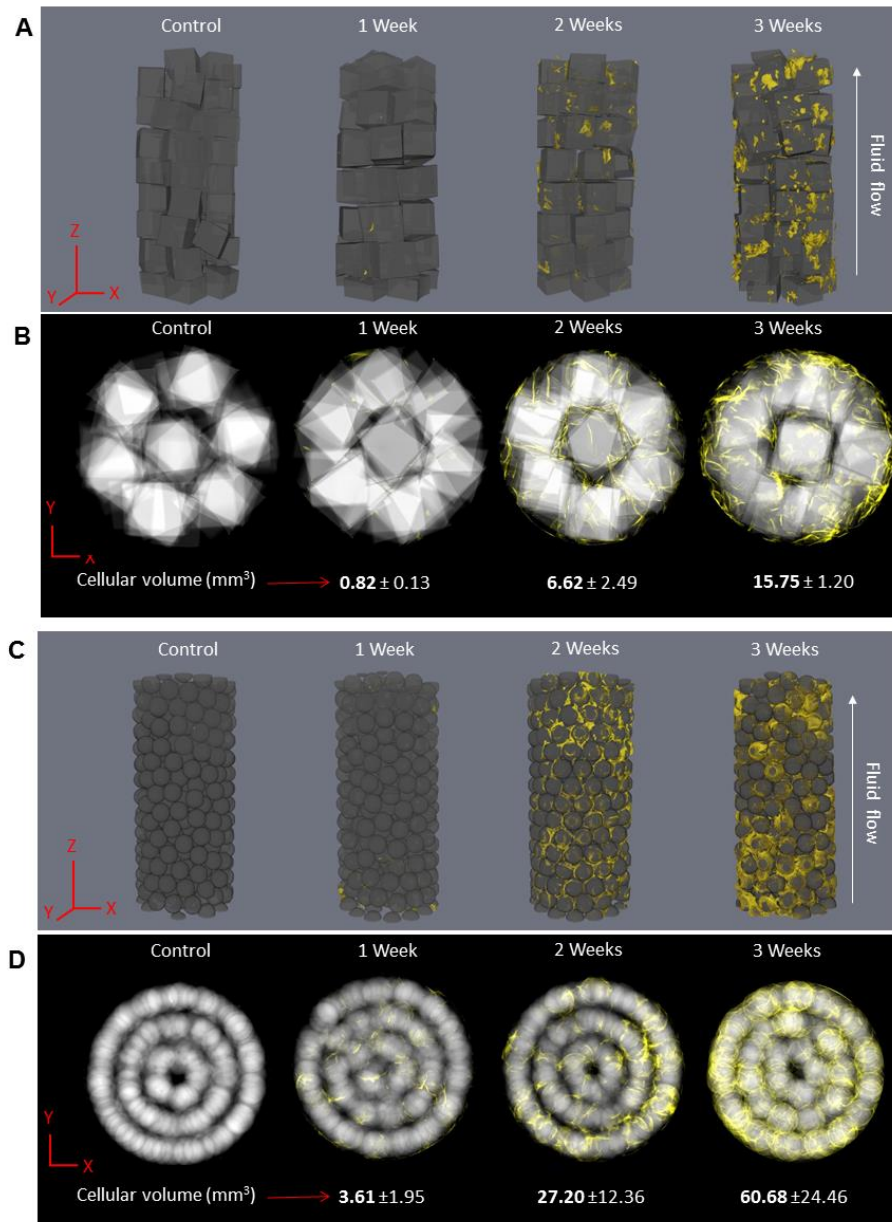 A
Control
1 Week
2 Weeks
3 Weeks
Fluid flow
Z
Y
X
B
Control
1 Week
2 Weeks
3 Weeks
Y
X
Cellular volume (mm³)
0.82 ± 0.13
6.62 ± 2.49
15.75 ± 1.20
C
Control
1 Week
2 Weeks
3 Weeks
Fluid flow
Z
Y
X
D
Control
1 Week
2 Weeks
3 Weeks
Y
X
Cellular volume (mm³)
3.61 ±1.95
27.20 ±12.36
60.68 ±24.46